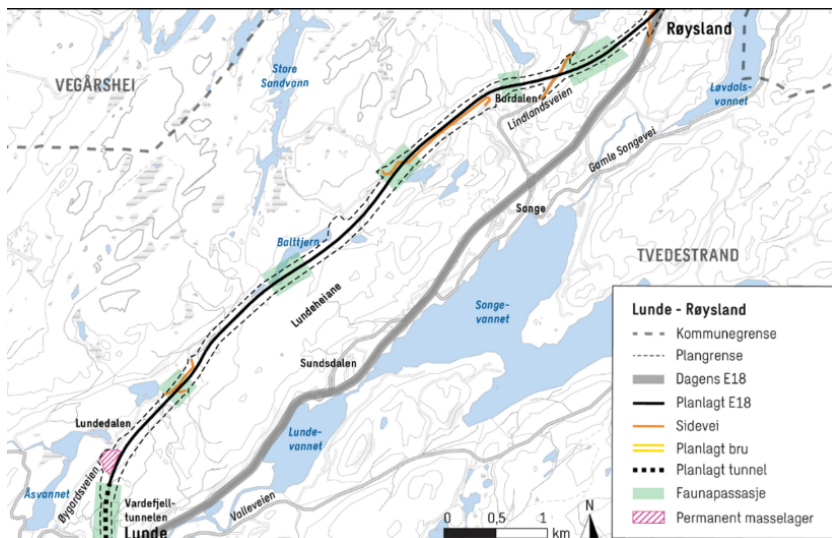 Røysland
VEGÅRSHEI
Store
Sandvann
Løvdals-
vannet
Bordalen
Lindlandsveien
Gamle Songevei
Songe
Balttjern
TVEDESTRAND
Lundeheiane
Songe-
vannet
Sundsdalen
Lundedalen
Lunde-
vannet
Øygardsveien
Åsvannet
Vardefjell-
tunnelen
Lunde
Volleveien
Lunde - Røysland
Kommunegrense
Plangrense
Dagens E18
Planlagt E18
Sidevei
Planlagt bru
Planlagt tunnel
Faunapassasje
Permanent masselager
N
0 0,5 1
km